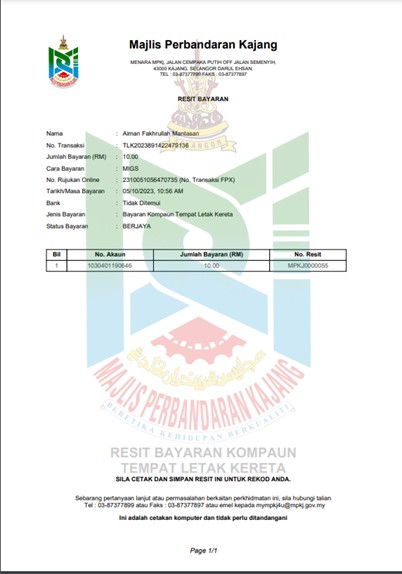 Majlis Perbandaran Kajang
MENARA MPKJ, JALAN CEMPAKA PUTIH OFF JALAN SEMENYIH,
43000 KAJANG, SELANGOR DARUL EHSAN,
TEL : 03-87377899 FAKS : 03-87377897
RESIT BAYARAN
Nama : Aiman Fakhrullah Mantasan
No. Transaksi : TLK2023891422479136
Jumlah Bayaran (RM) : 10.00
Cara Bayaran : MIGS
No. Rujukan Online : 2310051056470735 (No. Transaksi FPX)
Tarikh/Masa Bayaran : 05/10/2023, 10:56 AM
Bank : Tidak Ditemui
Jenis Bayaran : Bayaran Kompaun Tempat Letak Kereta
Status Bayaran : BERJAYA
Bil No. Akaun Jumlah Bayaran (RM) No. Resit
1 1030401190646 10.00 MPKJ0000055
SELANGOR
MAJLIS PERBANDARAN KAJANG
BERETIKA KEHIDUPAN BERKUALITI
RESIT BAYARAN KOMPAUN
TEMPAT LETAK KERETA
SILA CETAK DAN SIMPAN RESIT INI UNTUK REKOD ANDA.
Sebarang pertanyaan lanjut atau permasalahan berkaitan perkhidmatan ini, sila hubungi talian
Tel : 03-87377899 atau Faks : 03-87377897 atau emel kepada mympkj4u@mpkj.gov.my
Ini adalah cetakan komputer dan tidak perlu ditandangani
Page 1/1